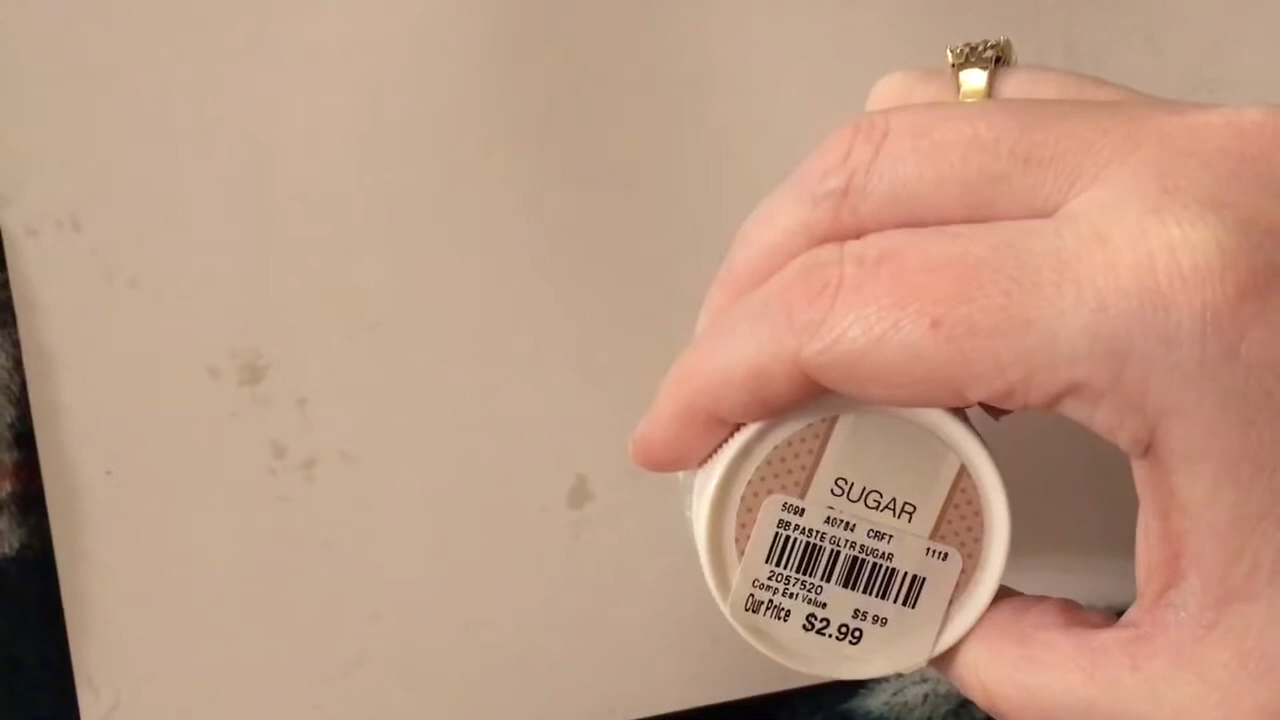 SUGAR
5098 A0784 CRFT 1118
BB PASTE GLTR SUGAR
2057520
Comp Est Value $5.99
Our Price $2.99